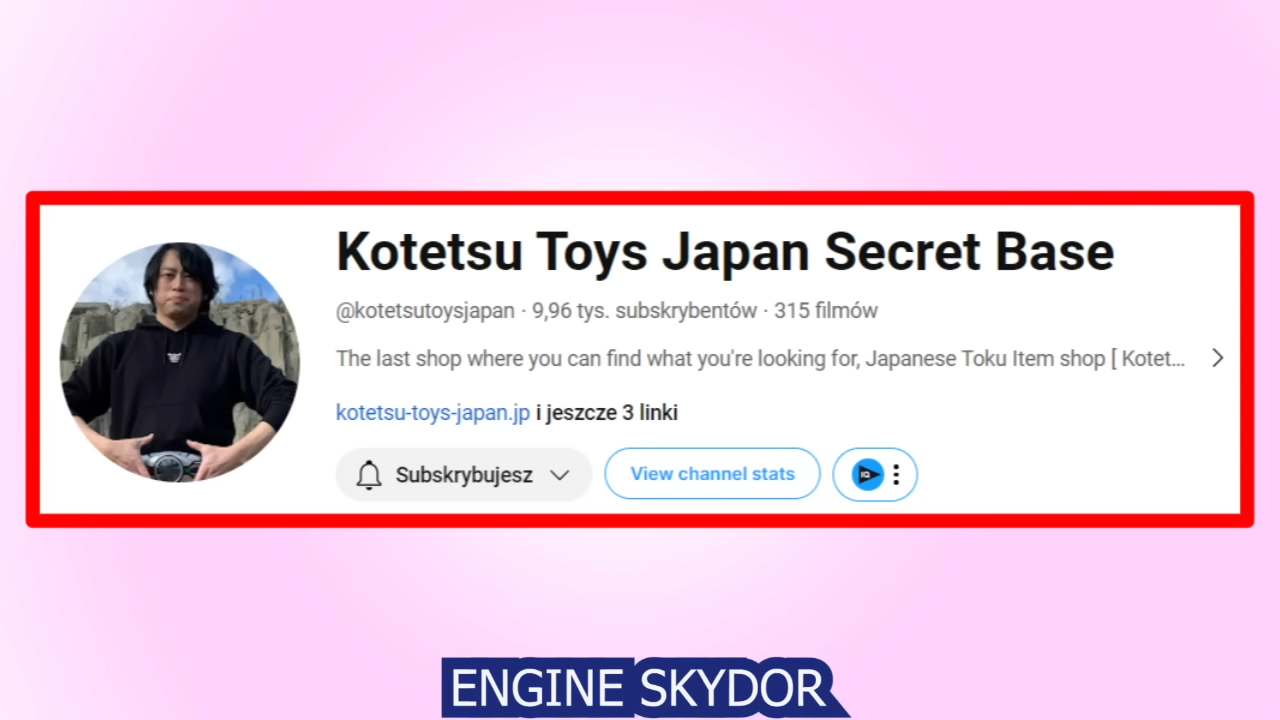 Kotetsu Toys Japan Secret Base
@kotetsutoysjapan · 9,96 tys. subskrybentów · 315 filmów
The last shop where you can find what you're looking for, Japanese Toku Item shop [ Kotet...
kotetsu-toys-japan.jp i jeszcze 3 linki
Subskrybujesz
View channel stats
IQ
ENGINE SKYDOR